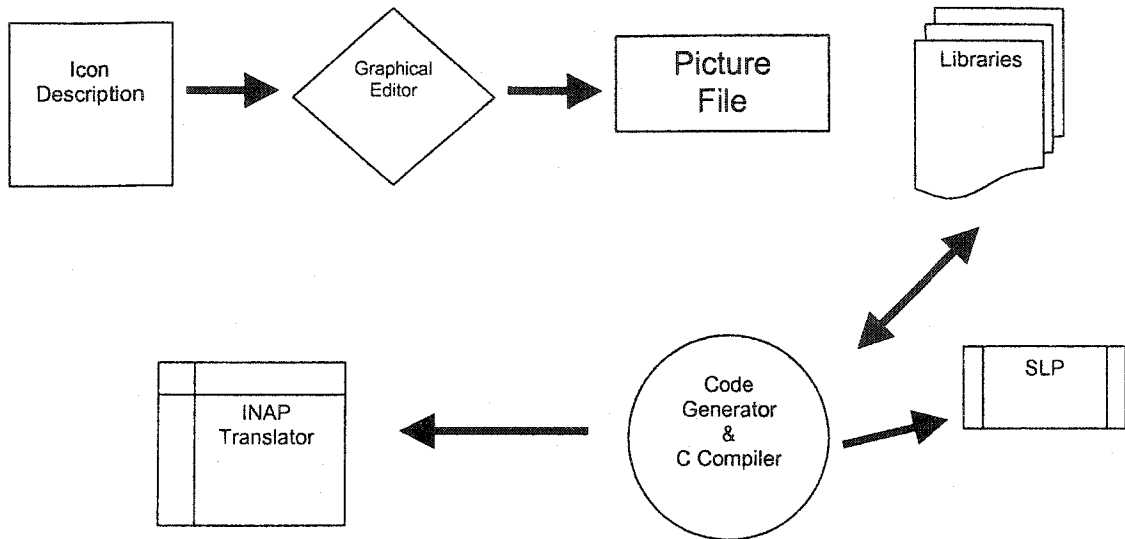 Icon
Description
Graphical
Editor
Picture
File
Libraries
INAP
Translator
Code
Generator
&
C Compiler
SLP